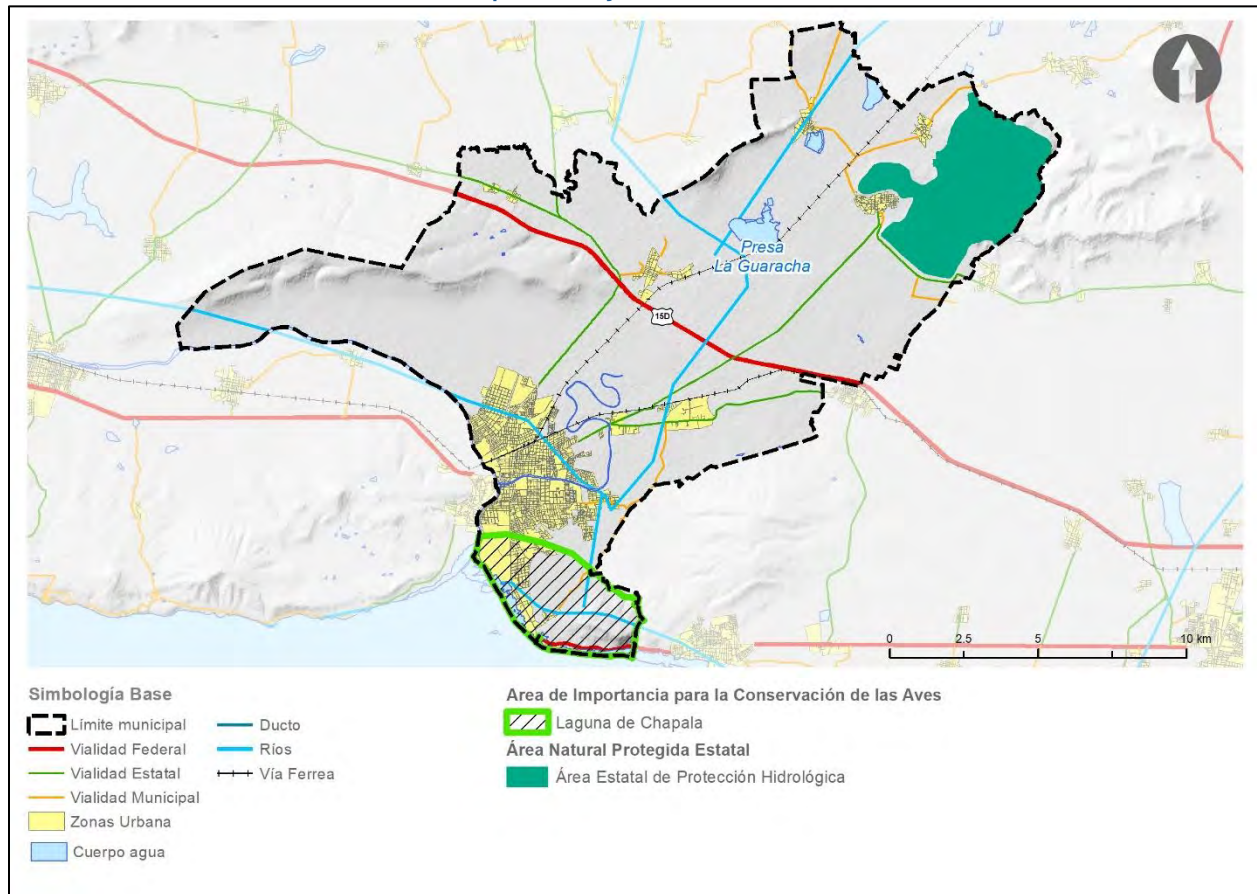 Presa
La Guaracha
15D
0 2.5 5 10 km
Simbología Base
Límite municipal
Vialidad Federal
Vialidad Estatal
Vialidad Municipal
Zonas Urbana
Cuerpo agua
Ducto
Ríos
Vía Ferrea
Area de Importancia para la Conservación de las Aves
Laguna de Chapala
Área Natural Protegida Estatal
Área Estatal de Protección Hidrológica